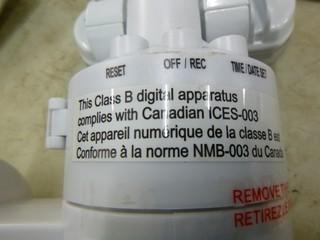 RESET OFF / REC TIME / DATE SET
This Class B digital apparatus
complies with Canadian ICES-003
Cet appareil numérique de la classe B est
Conforme à la norme NMB-003 du Canada
REMOVE
RETIREZ